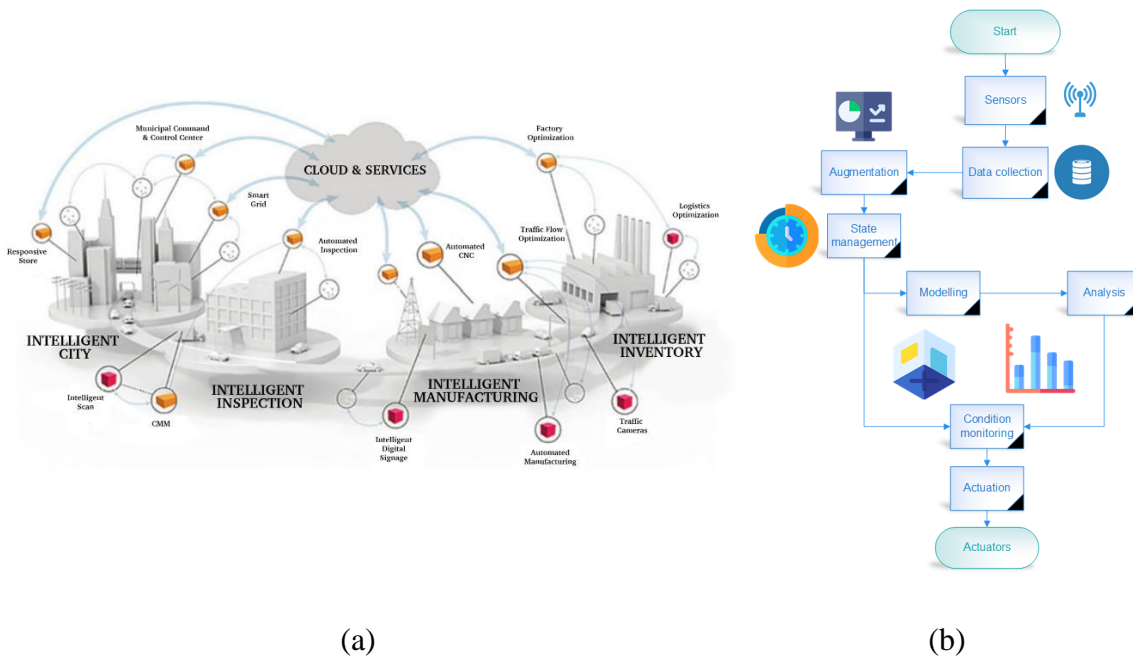 Municipal Command
& Control Center
Factory
Optimization
CLOUD & SERVICES
Smart
Grid
Logistics
Optimization
Responsive
Store
Automated
Inspection
Automated
CNC
Traffic Flow
Optimization
INTELLIGENT
CITY
INTELLIGENT
INSPECTION
INTELLIGENT
MANUFACTURING
INTELLIGENT
INVENTORY
Intelligent
Scan
CMM
Intelligent
Digital
Signage
Automated
Manufacturing
Traffic
Cameras
(a)
Start
Sensors
Data collection
Augmentation
State
management
Modelling
Analysis
Condition
monitoring
Actuation
Actuators
(b)